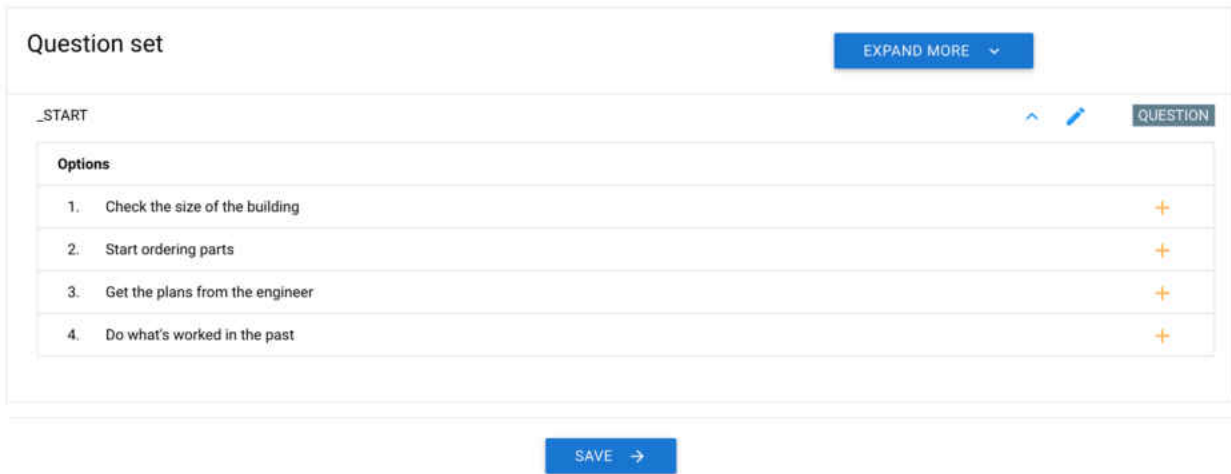 Question set
EXPAND MORE
_START
QUESTION
Options
1. Check the size of the building
2. Start ordering parts
3. Get the plans from the engineer
4. Do what's worked in the past
SAVE